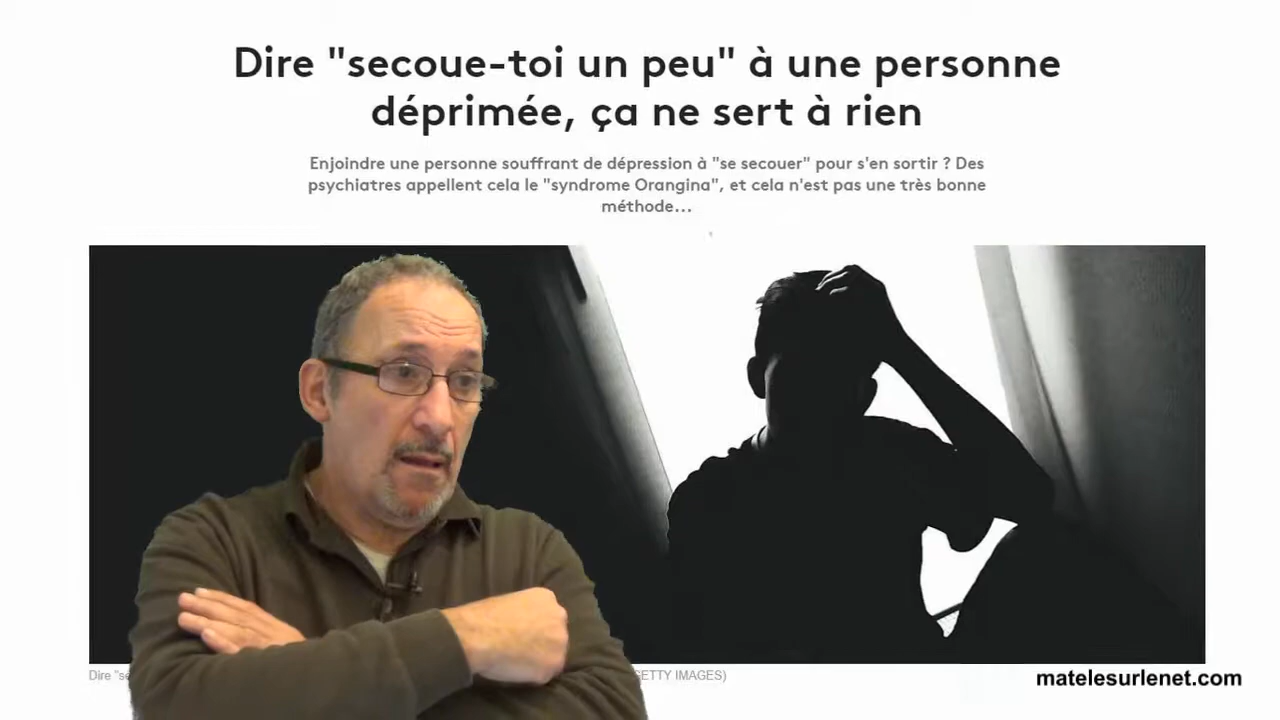 Dire "secoue-toi un peu" à une personne
déprimée, ça ne sert à rien
Enjoindre une personne souffrant de dépression à "se secouer" pour s'en sortir ? Des
psychiatres appellent cela le "syndrome Orangina", et cela n'est pas une très bonne
méthode...
Dire IMAGES)
matelesurlenet.com